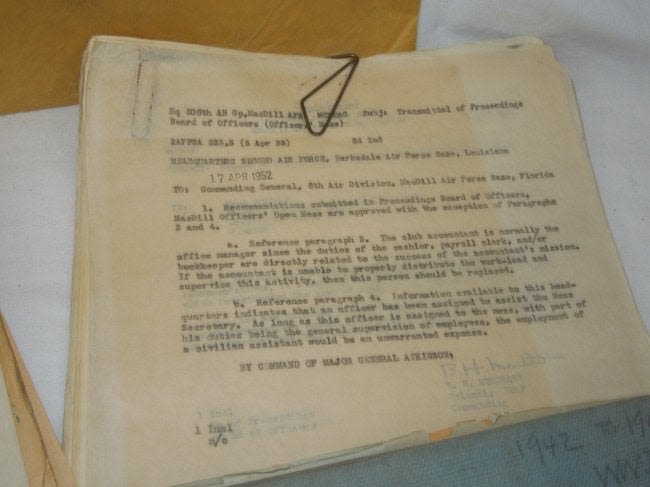 Hq 306th AB Gp, MacDill AFB MCDCAG Subj: Transmittal of Proceedings
Board of Officers (Officers' Mess)
(8 Apr 52) 2d Ind
HEADQUARTERS SECOND AIR FORCE, Barksdale Air Force Base, Louisiana
17 APR 1952
TO: Commanding General, 6th Air Division, MacDill Air Force Base, Florida
1. Recommendations submitted in Proceedings Board of Officers,
MacDill Officers' Open Mess are approved with the exception of Paragraphs
3 and 4.
a. Reference paragraph 3. The club accountant is normally the
office manager since the duties of the cashier, payroll clerk, and/or
bookkeeper are directly related to the success of the accountant's mission.
If the accountant is unable to properly distribute the workload and
supervise this activity, then this person should be replaced.
b. Reference paragraph 4. Information available to this head-
quarters indicates that an officer has been assigned to assist the Mess
Secretary. As long as this officer is assigned to the mess, with part of
his duties being the general supervision of employees, the employment of
a civilian assistant would be an unwarranted expense.
BY COMMAND OF MAJOR GENERAL ATKINSON:
Colonel, USAF
1 Incl
1 Incl
n/c
1942